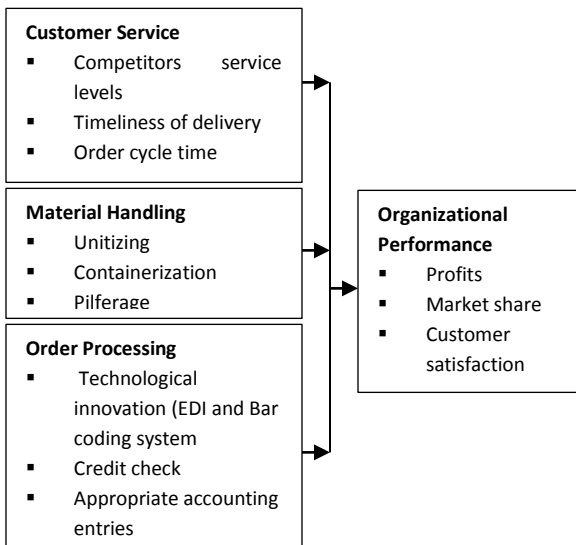 Customer Service
▪ Competitors service
levels
▪ Timeliness of delivery
▪ Order cycle time
Material Handling
▪ Unitizing
▪ Containerization
▪ Pilferage
Order Processing
▪ Technological
innovation (EDI and Bar
coding system
▪ Credit check
▪ Appropriate accounting
entries
Organizational
Performance
▪ Profits
▪ Market share
▪ Customer
satisfaction